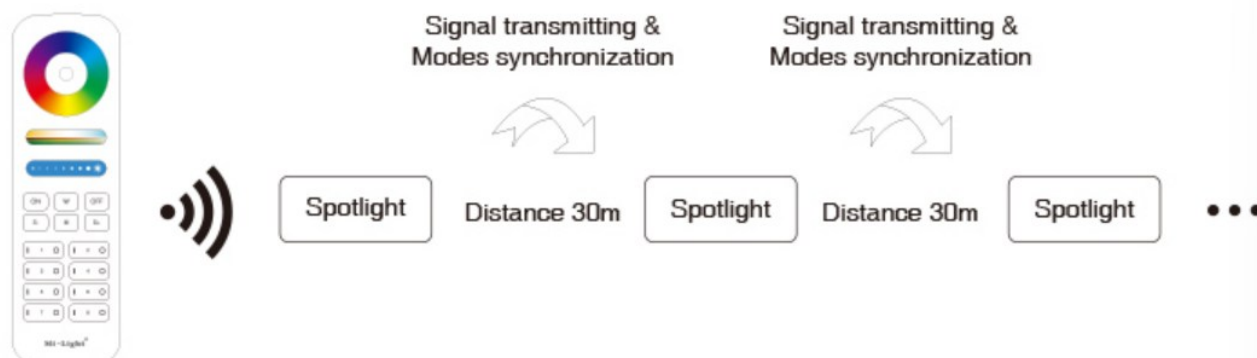 Signal transmitting &
Modes synchronization
Signal transmitting &
Modes synchronization
ON
W
OFF
Spotlight
Distance 30m
Spotlight
Distance 30m
Spotlight
Mi-Light®